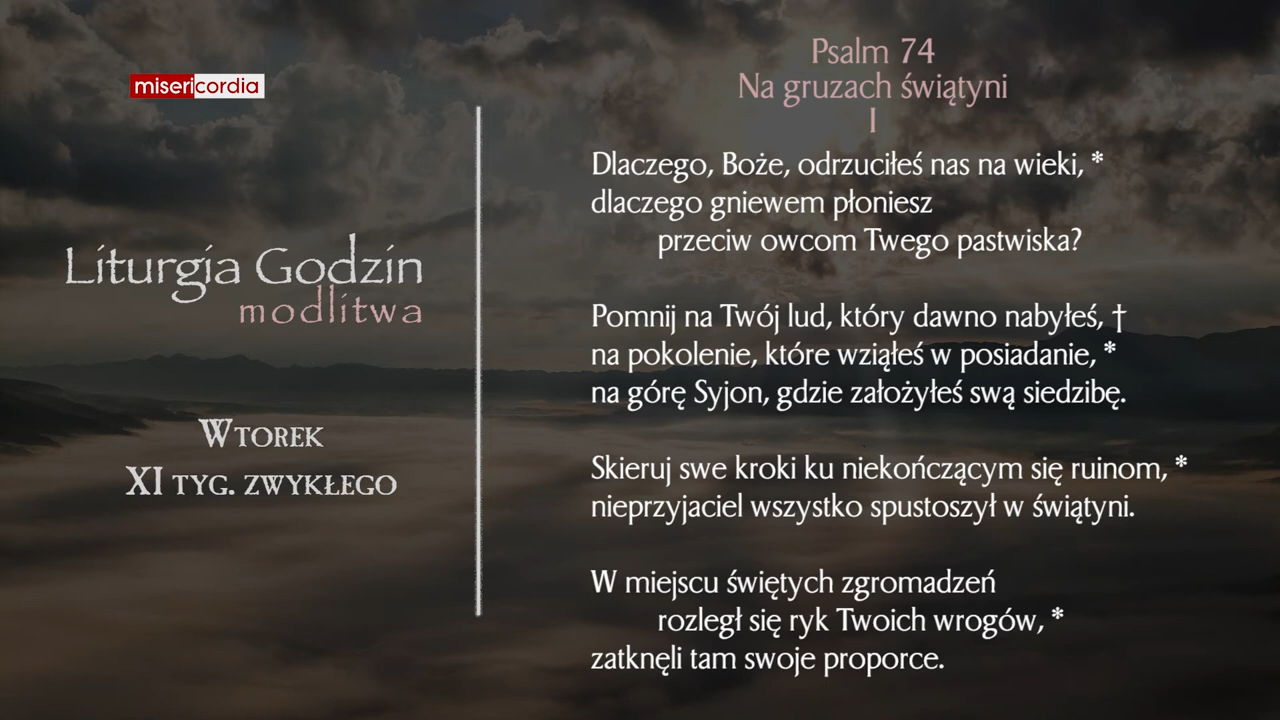 misericordia
Liturgia Godzin
modlitwa
Wtorek
XI tyg. zwykłego
Psalm 74
Na gruzach świątyni
I
Dlaczego, Boże, odrzuciłeś nas na wieki, *
dlaczego gniewem płoniesz
przeciw owcom Twego pastwiska?
Pomnij na Twój lud, który dawno nabyłeś, †
na pokolenie, które wziąłeś w posiadanie, *
na górę Syjon, gdzie założyłeś swą siedzibę.
Skieruj swe kroki ku niekończącym się ruinom, *
nieprzyjaciel wszystko spustoszył w świątyni.
W miejscu świętych zgromadzeń
rozległ się ryk Twoich wrogów, *
zatknęli tam swoje proporce.